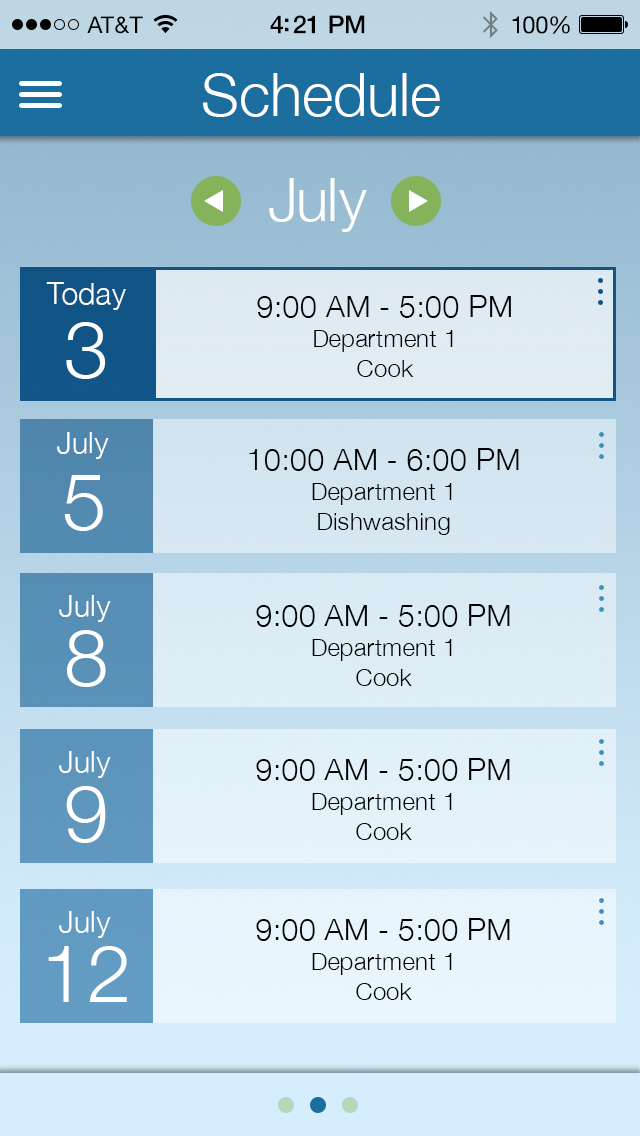 AT&T 4:21 PM 100%
Schedule
July
Today
3
9:00 AM - 5:00 PM
Department 1
Cook
July
5
10:00 AM - 6:00 PM
Department 1
Dishwashing
July
8
9:00 AM - 5:00 PM
Department 1
Cook
July
9
9:00 AM - 5:00 PM
Department 1
Cook
July
12
9:00 AM - 5:00 PM
Department 1
Cook